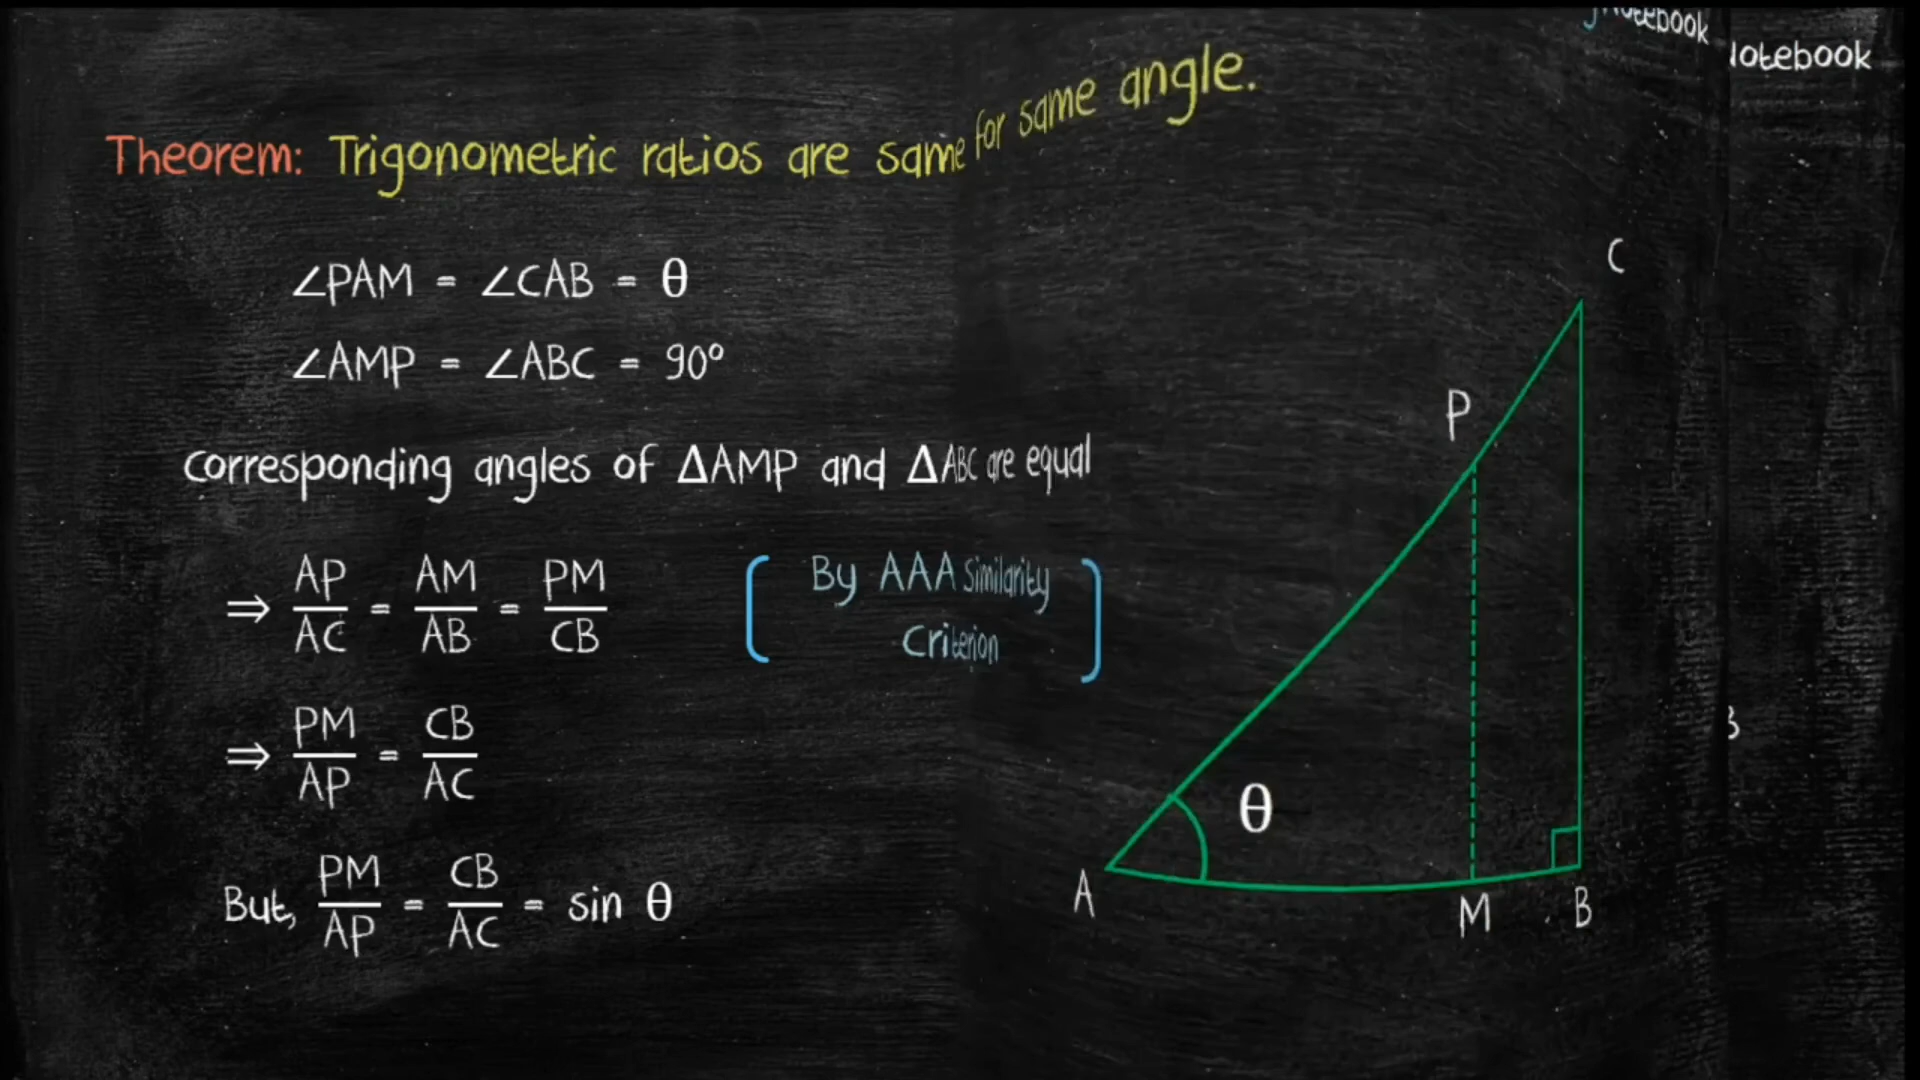 Notebook
Notebook
Theorem: Trigonometric ratios are same for same angle.
∠PAM = ∠CAB = θ
∠AMP = ∠ABC = 90°
Corresponding angles of ΔAMP and ΔABC are equal
⇒ AP/AC = AM/AB = PM/CB [By AAA Similarity
Criterion]
⇒ PM/AP = CB/AC
But, PM/AP = CB/AC = sin θ
C
P
θ
A
M
B